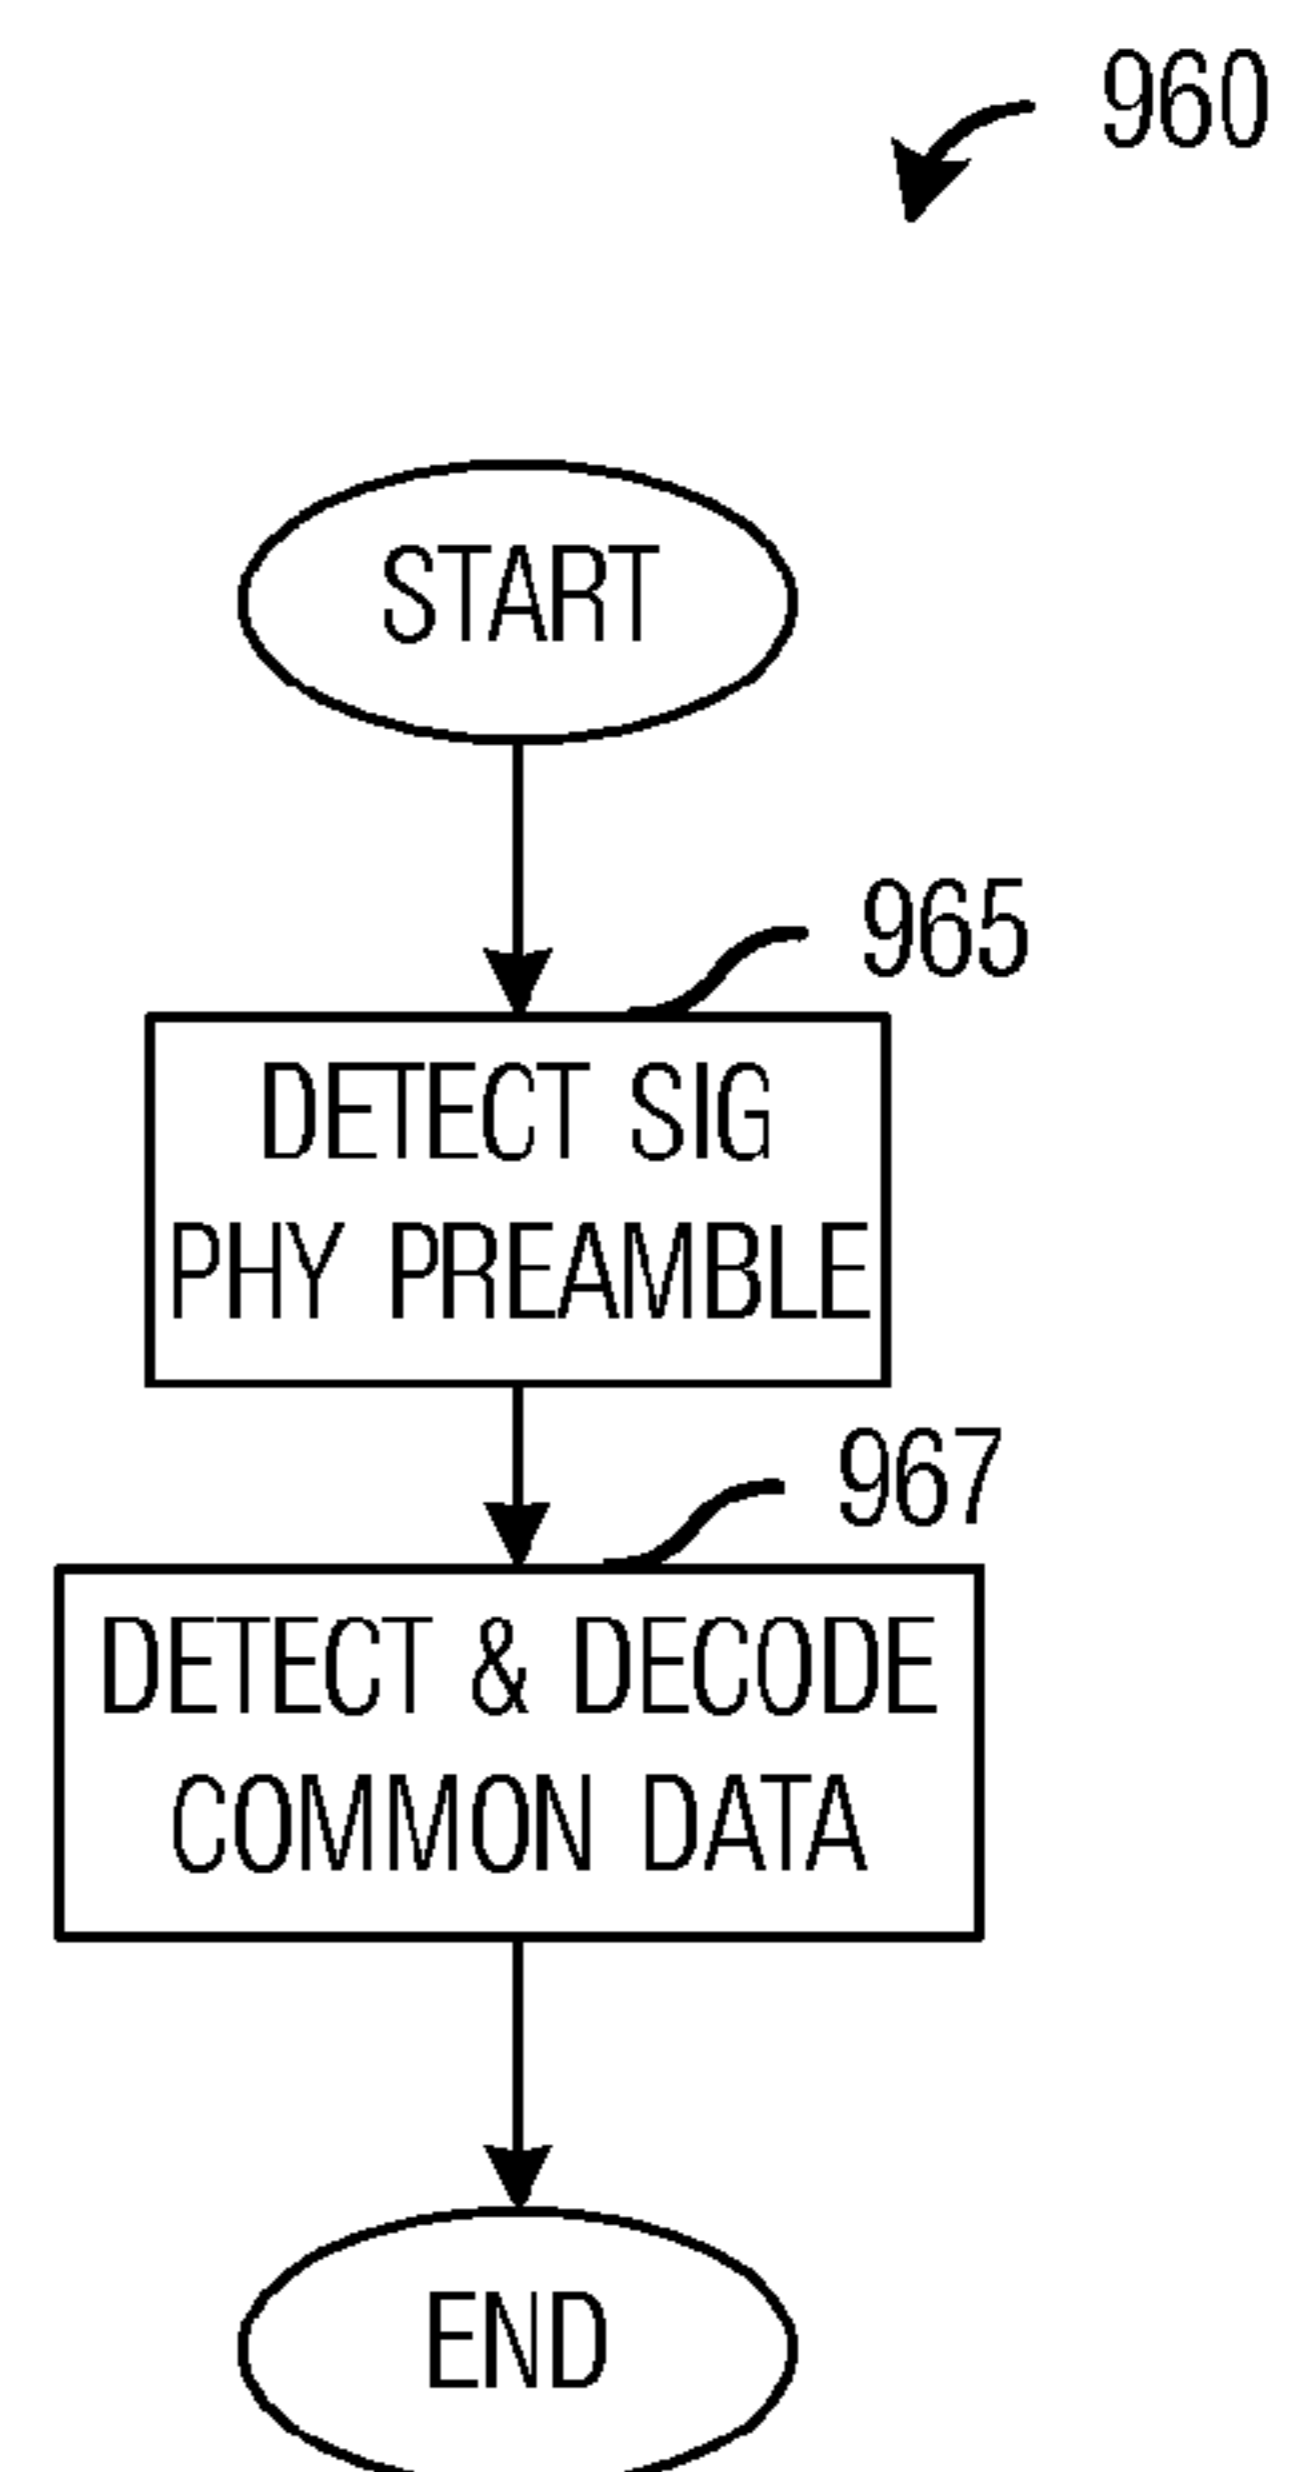 960
START
965
DETECT SIG
PHY PREAMBLE
967
DETECT & DECODE
COMMON DATA
END